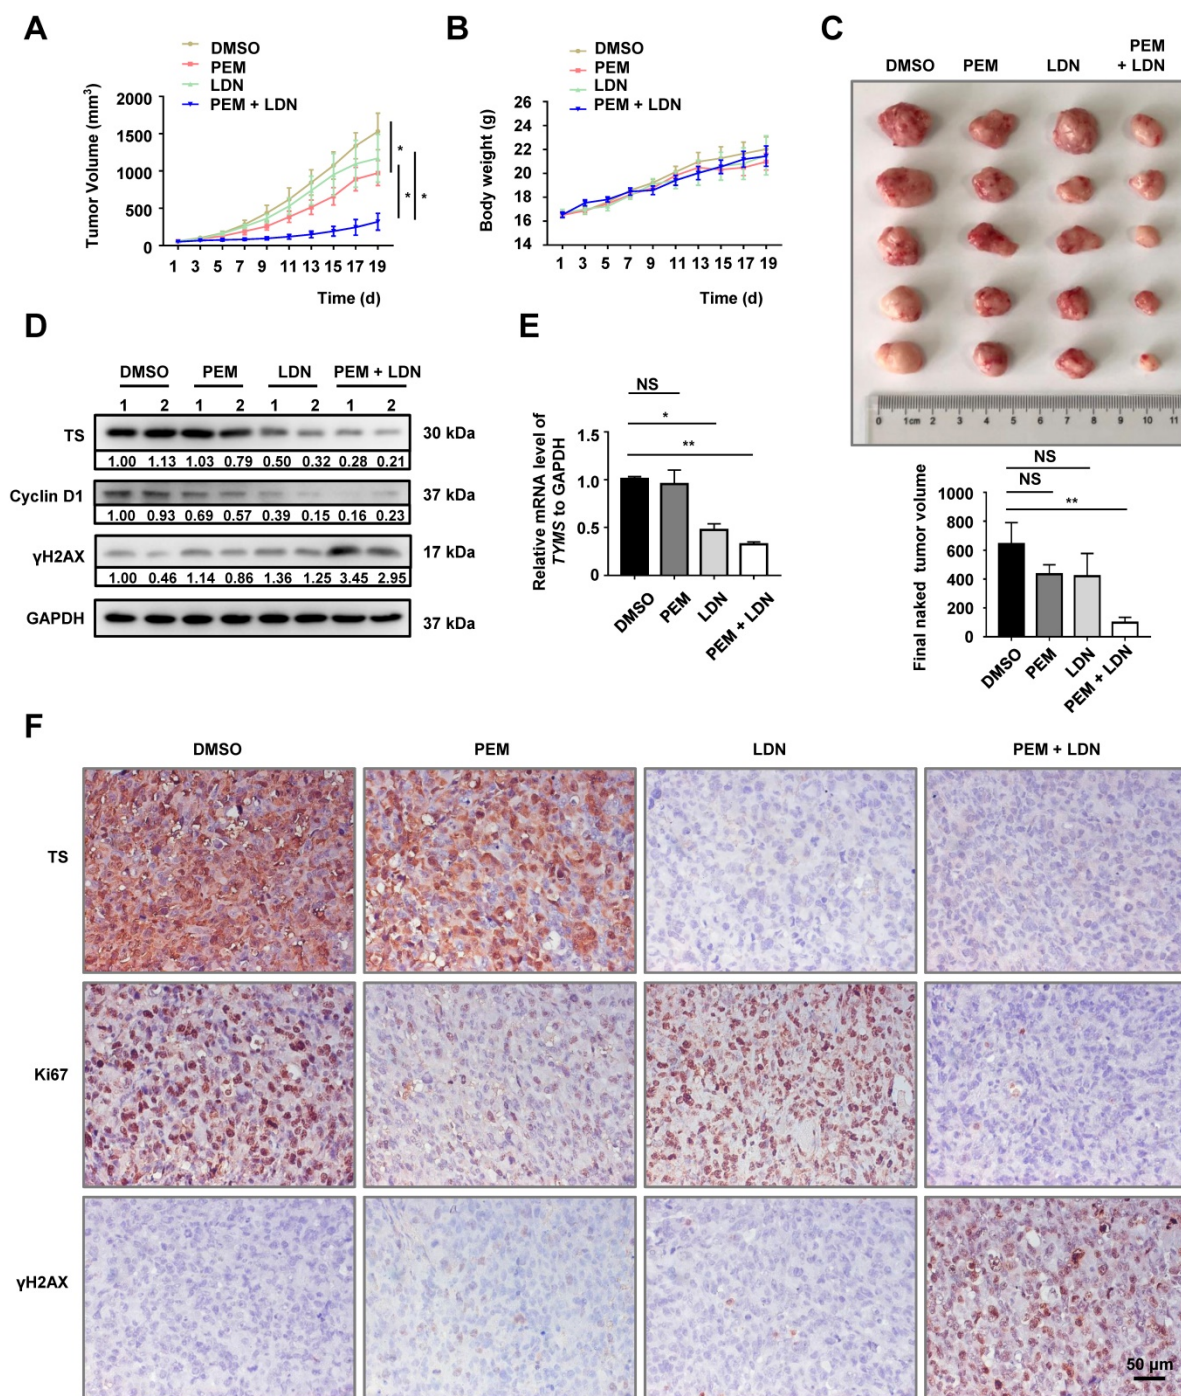 A
DMSO
PEM
LDN
PEM + LDN
Tumor Volume (mm³)
2000
1500
1000
500
0
1 3 5 7 9 11 13 15 17 19
Time (d)
*
*
*
B
DMSO
PEM
LDN
PEM + LDN
Body weight (g)
26
24
22
20
18
16
14
1 3 5 7 9 11 13 15 17 19
Time (d)
C
DMSO PEM LDN PEM
+ LDN
0 1cm 2 3 4 5 6 7 8 9 10 11
NS
NS
**
Final naked tumor volume
1000
800
600
400
200
0
DMSO
PEM
LDN
PEM + LDN
D
DMSO PEM LDN PEM + LDN
1 2 1 2 1 2 1 2
TS 30 kDa
1.00 1.13 1.03 0.79 0.50 0.32 0.28 0.21
Cyclin D1 37 kDa
1.00 0.93 0.69 0.57 0.39 0.15 0.16 0.23
γH2AX 17 kDa
1.00 0.46 1.14 0.86 1.36 1.25 3.45 2.95
GAPDH 37 kDa
E
NS
*
**
Relative mRNA level of
TYMS to GAPDH
1.5
1.0
0.5
0
DMSO
PEM
LDN
PEM + LDN
F
DMSO PEM LDN PEM + LDN
TS
Ki67
γH2AX
50 μm